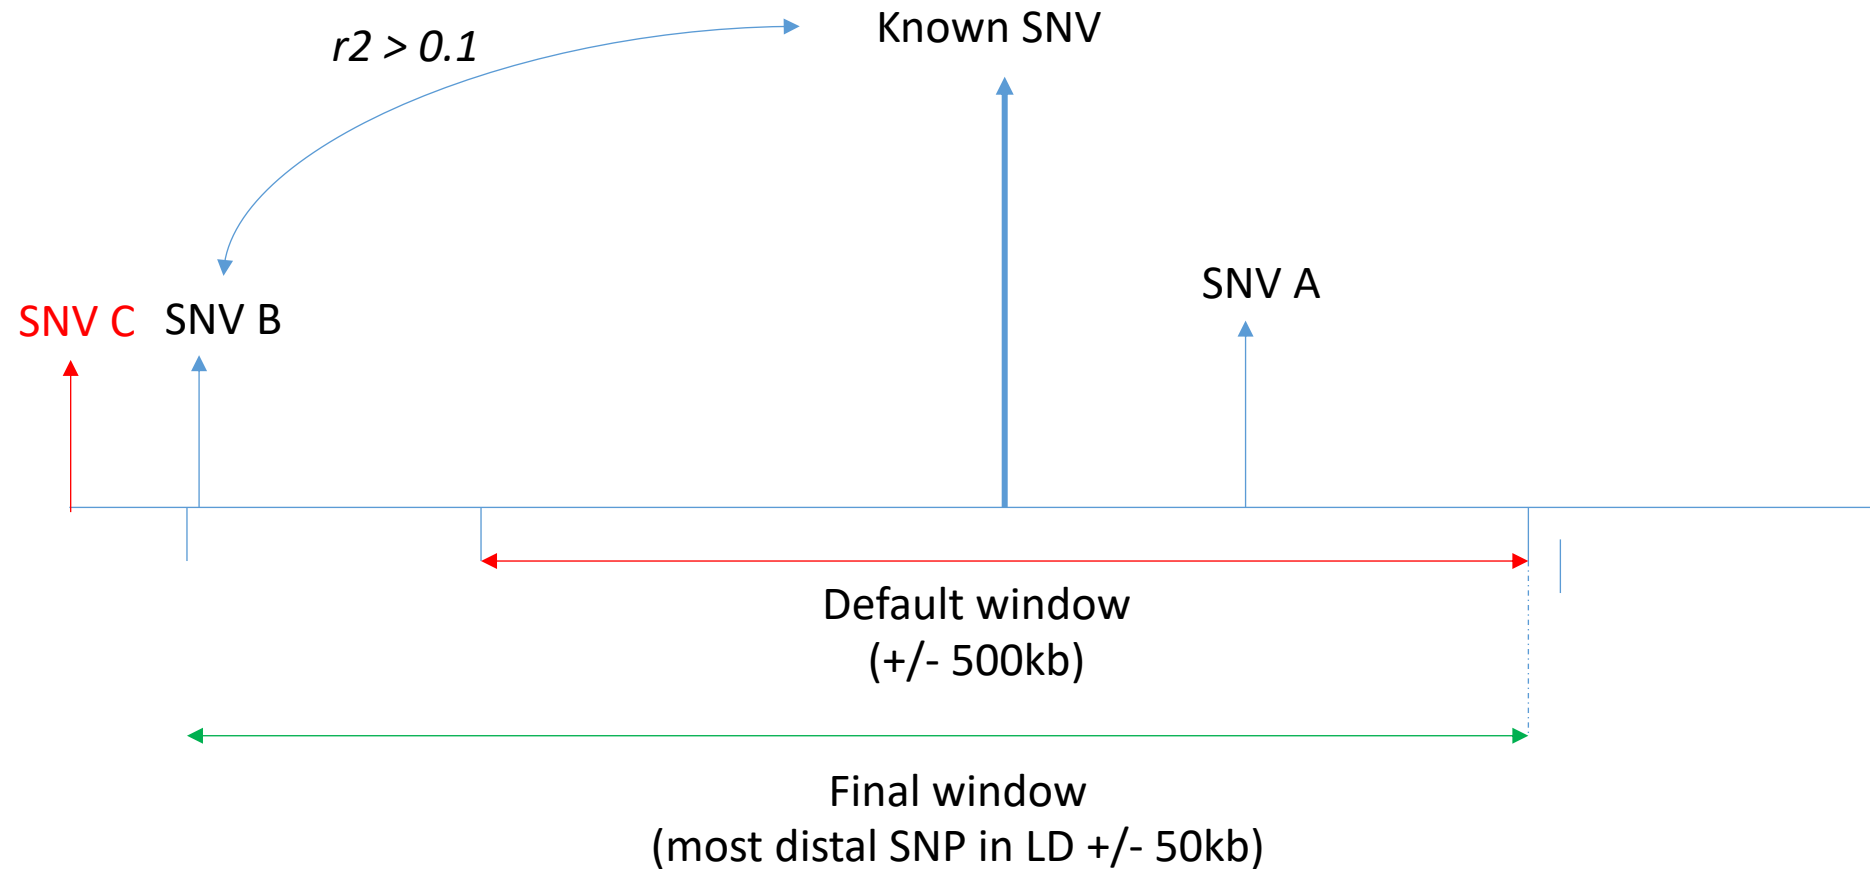 Known SNV
r2 > 0.1
SNV A
SNV C
SNV B
Default window
(+/- 500kb)
Final window
(most distal SNP in LD +/- 50kb)